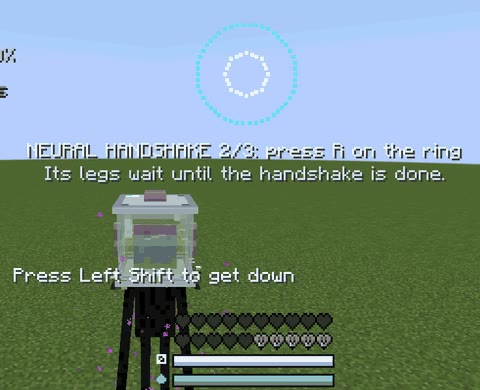 %
s
NEURAL HANDSHAKE 2/3: press R on the ring
Its legs wait until the handshake is done.
Press Left Shift to get down